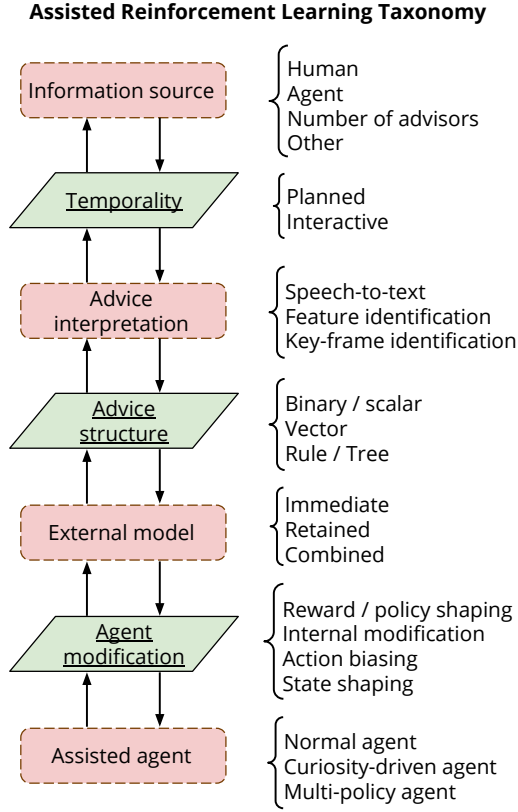 Assisted Reinforcement Learning Taxonomy
Information source
Human
Agent
Number of advisors
Other
Temporality
Planned
Interactive
Advice
interpretation
Speech-to-text
Feature identification
Key-frame identification
Advice
structure
Binary / scalar
Vector
Rule / Tree
External model
Immediate
Retained
Combined
Agent
modification
Reward / policy shaping
Internal modification
Action biasing
State shaping
Assisted agent
Normal agent
Curiosity-driven agent
Multi-policy agent